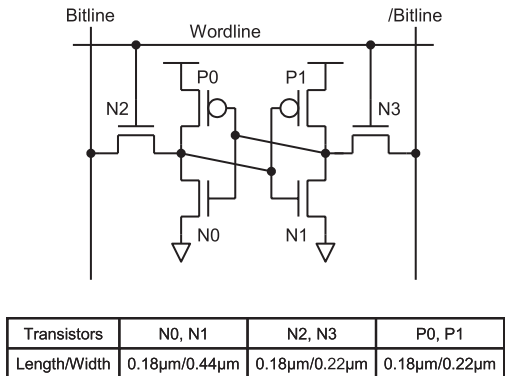 Bitline
/Bitline
Wordline
P0
P1
N2
N3
N0
N1
Transistors N0, N1 N2, N3 P0, P1
Length/Width 0.18µm/0.44µm 0.18µm/0.22µm 0.18µm/0.22µm